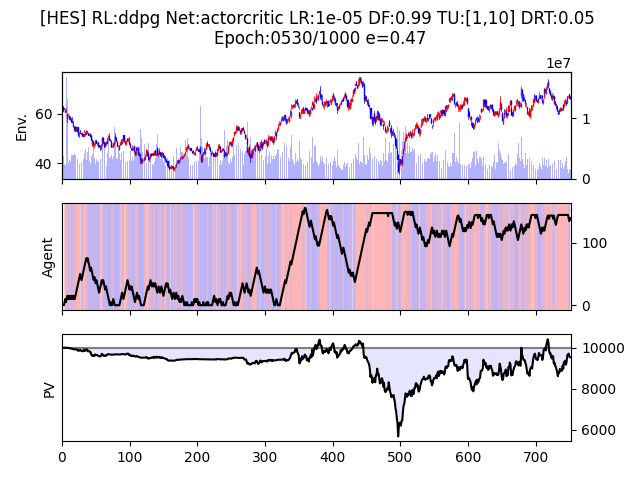 [HES] RL:ddpg Net:actorcritic LR:1e-05 DF:0.99 TU:[1,10] DRT:0.05
Epoch:0530/1000 e=0.47
1e7
Env.
60
40
1
0
Agent
100
0
PV
10000
8000
6000
0 100 200 300 400 500 600 700